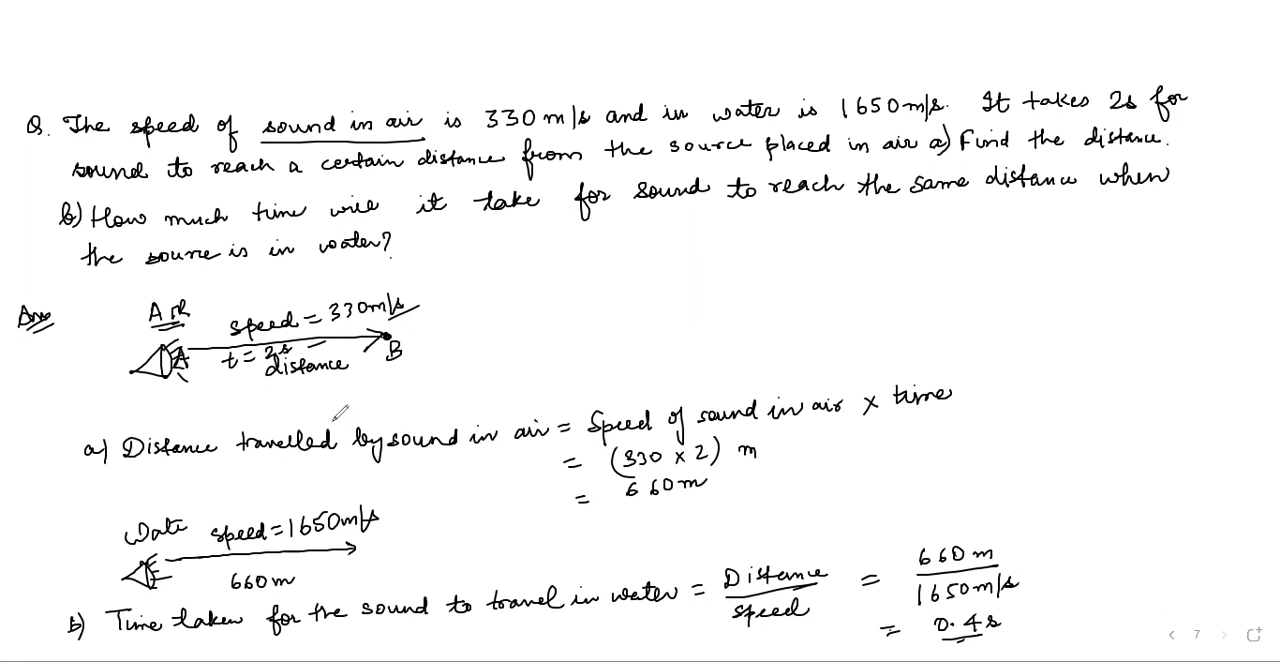 Q. The speed of sound in air is 330 m/s and in water is 1650 m/s. It takes 2s for
sound to reach a certain distance from the source placed in air a) Find the distance.
b) How much time will it take for sound to reach the same distance when
the source is in water?
Ans
AIR
speed = 330 m/s
A t = 2s B
distance
a) Distance travelled by sound in air = Speed of sound in air × time
= (330 × 2) m
= 660 m
Wate speed = 1650 m/s
660 m
b) Time taken for the sound to travel in water = Distance / speed = 660 m / 1650 m/s
= 0.4 s
7